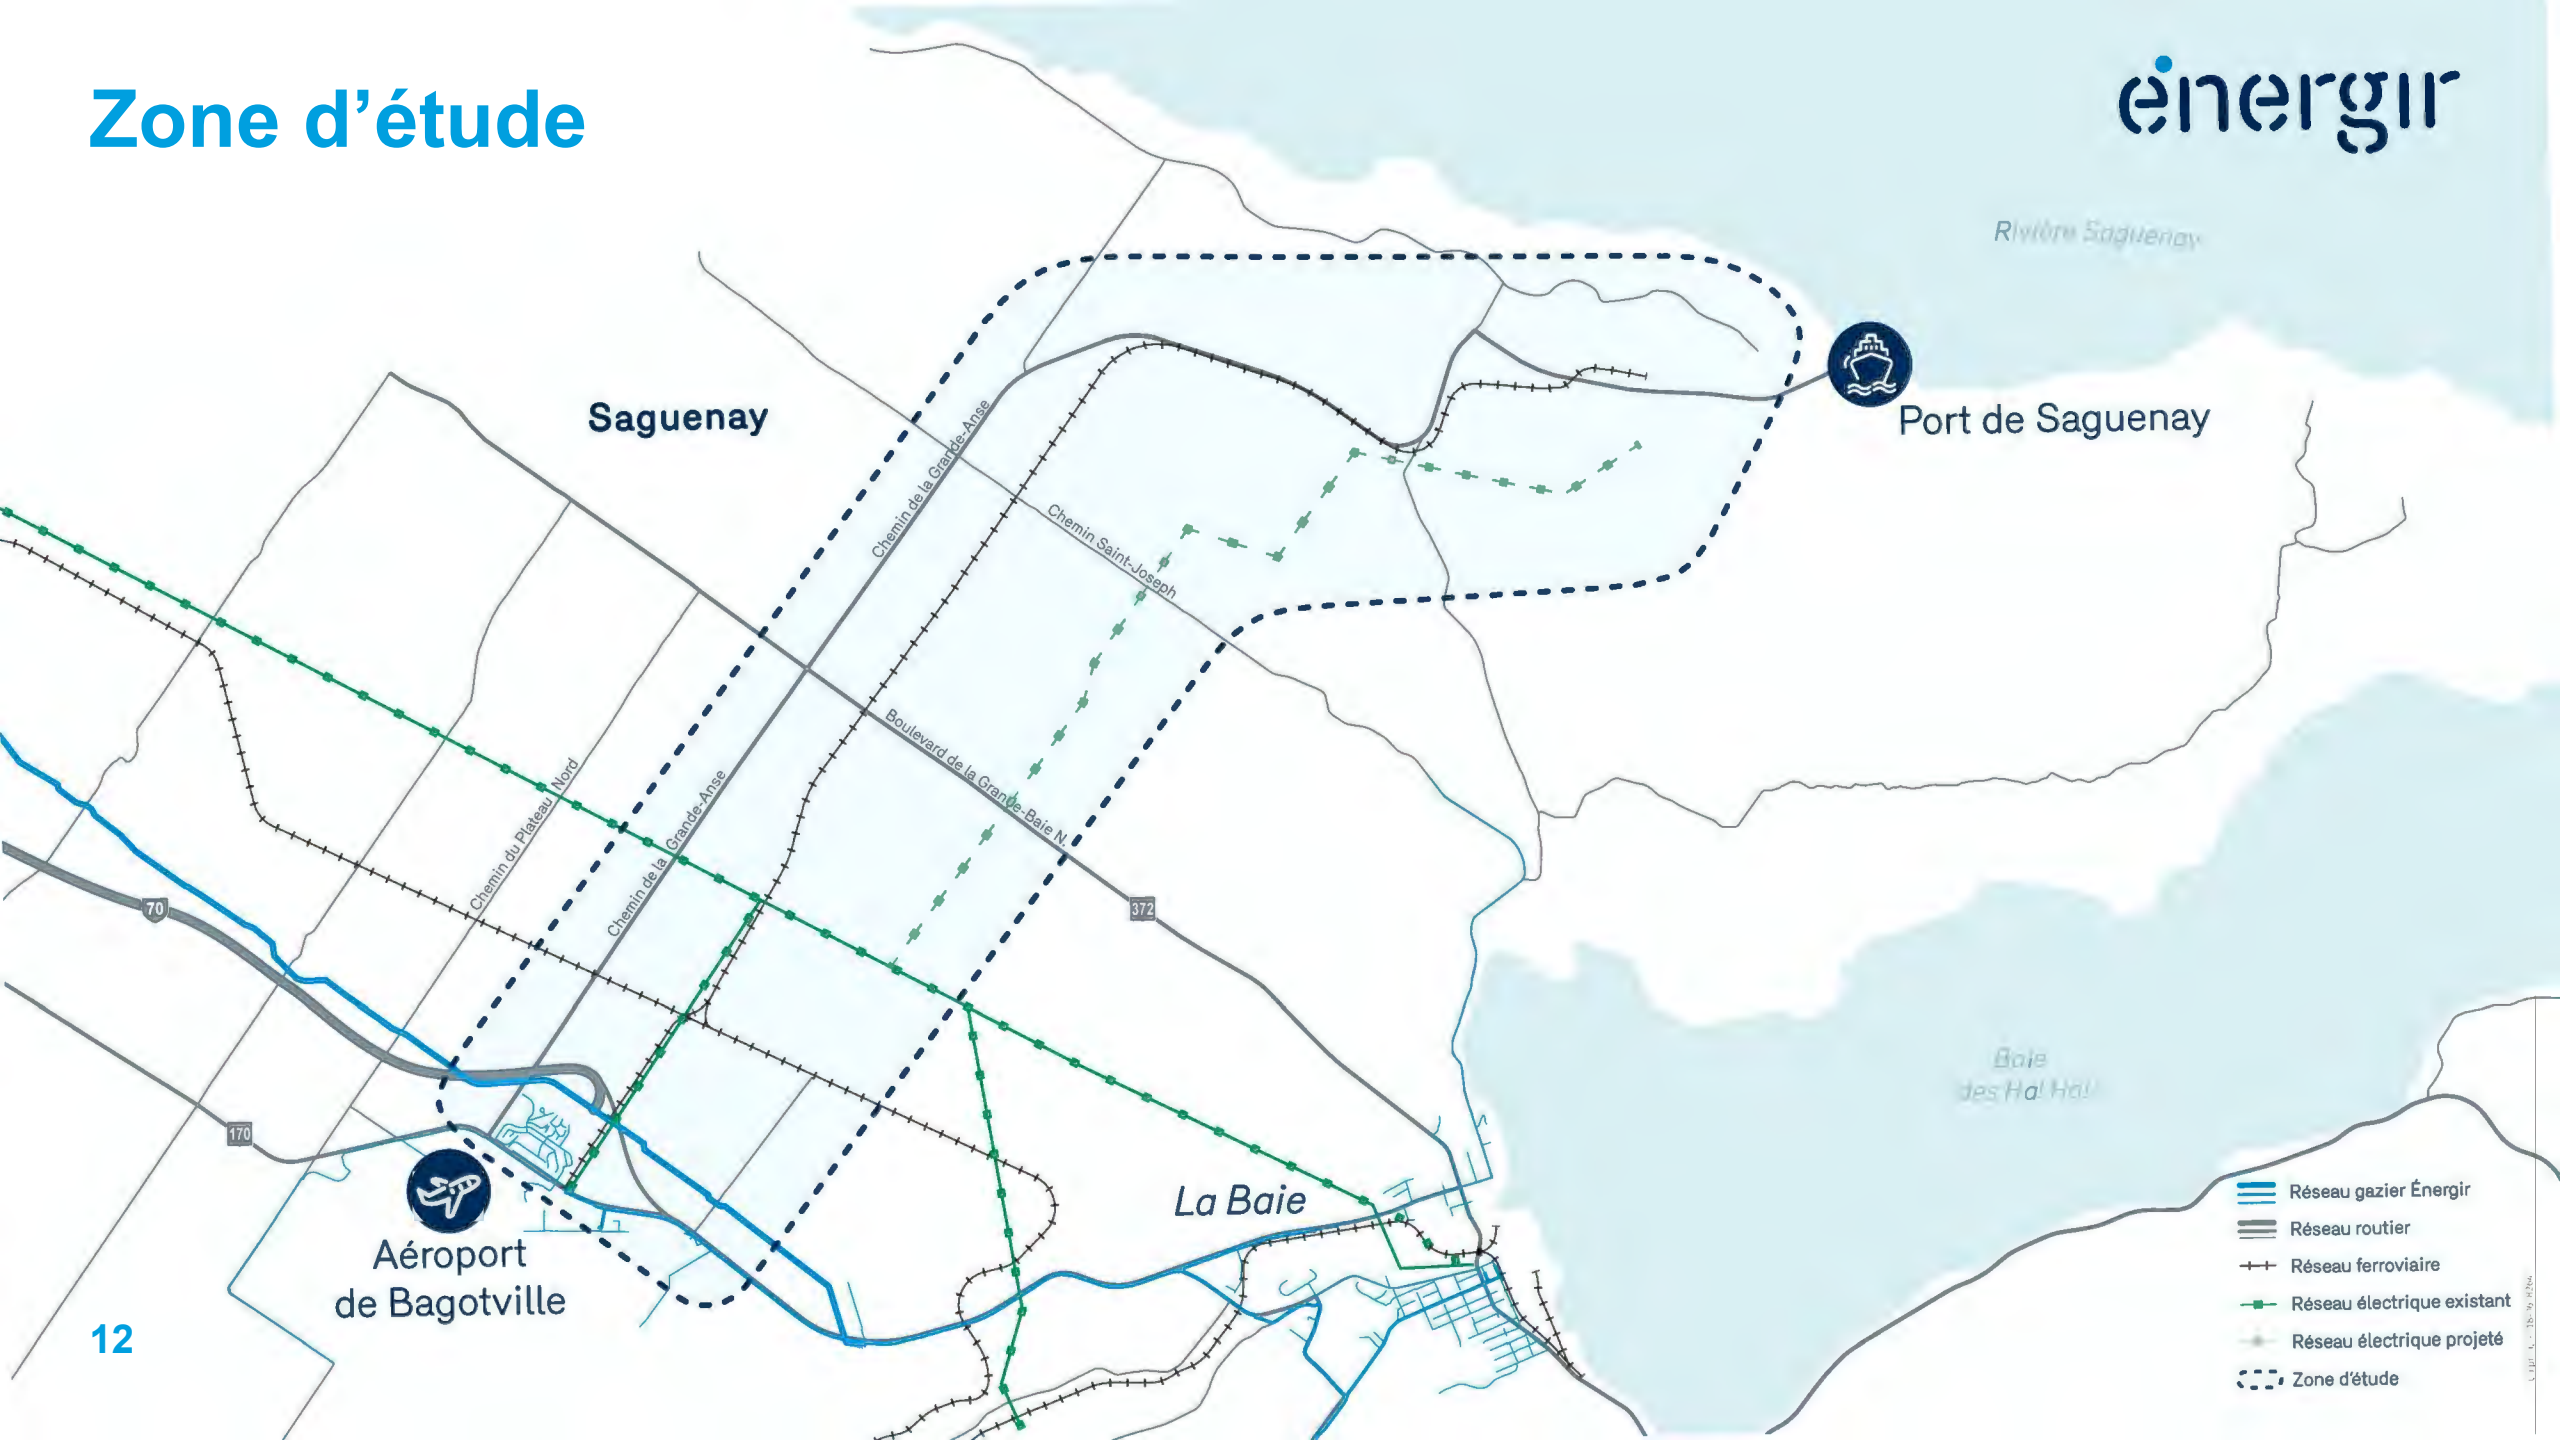 Zone d'étude
énergir
Rivière Saguenay
Saguenay
Port de Saguenay
Chemin de la Grande-Anse
Chemin Saint-Joseph
Boulevard de la Grande-Baie N.
Chemin du Plateau Nord
Chemin de la Grande-Anse
70
372
170
Baie
des Ha! Ha!
La Baie
Aéroport
de Bagotville
Réseau gazier Énergir
Réseau routier
Réseau ferroviaire
Réseau électrique existant
Réseau électrique projeté
Zone d'étude
12